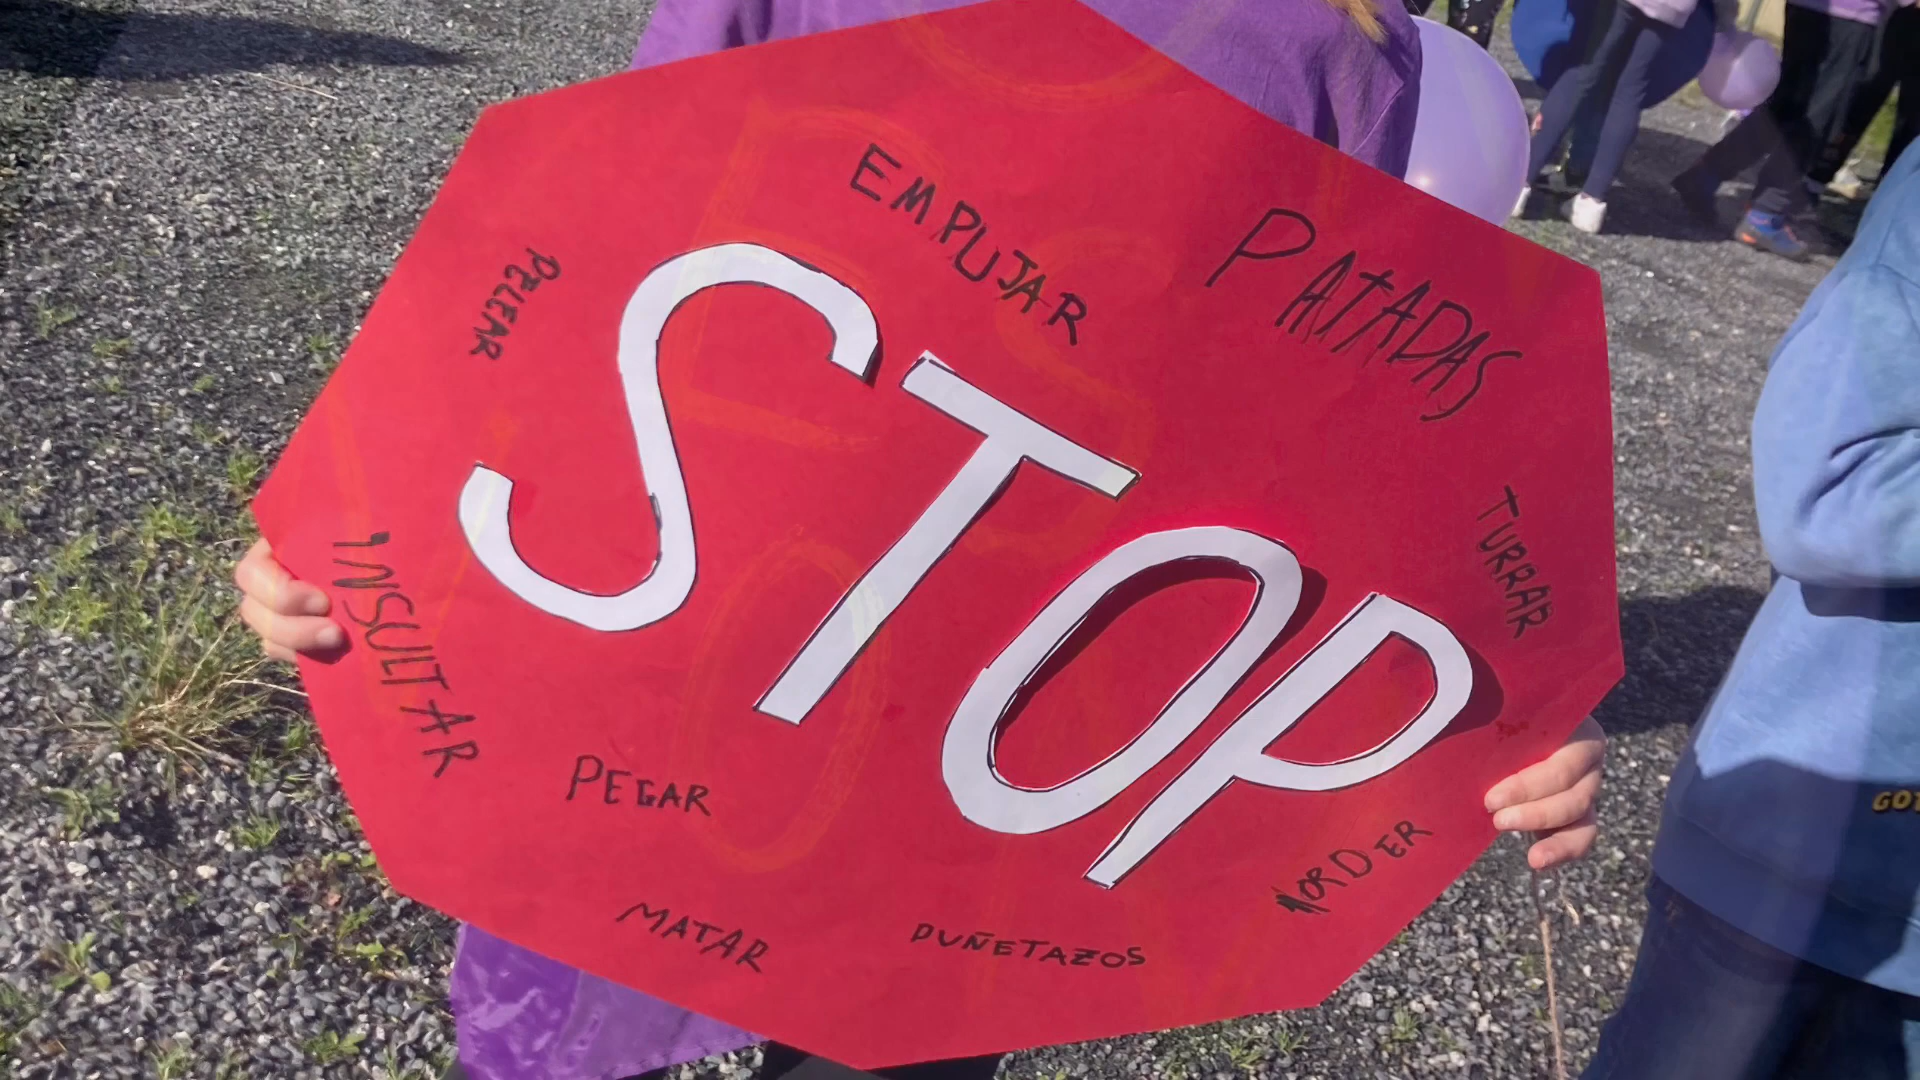 EMPUJAR
PATADAS
PELEAR
STOP
TURRAR
INSULTAR
PEGAR
MORDER
MATAR
PUÑETAZOS